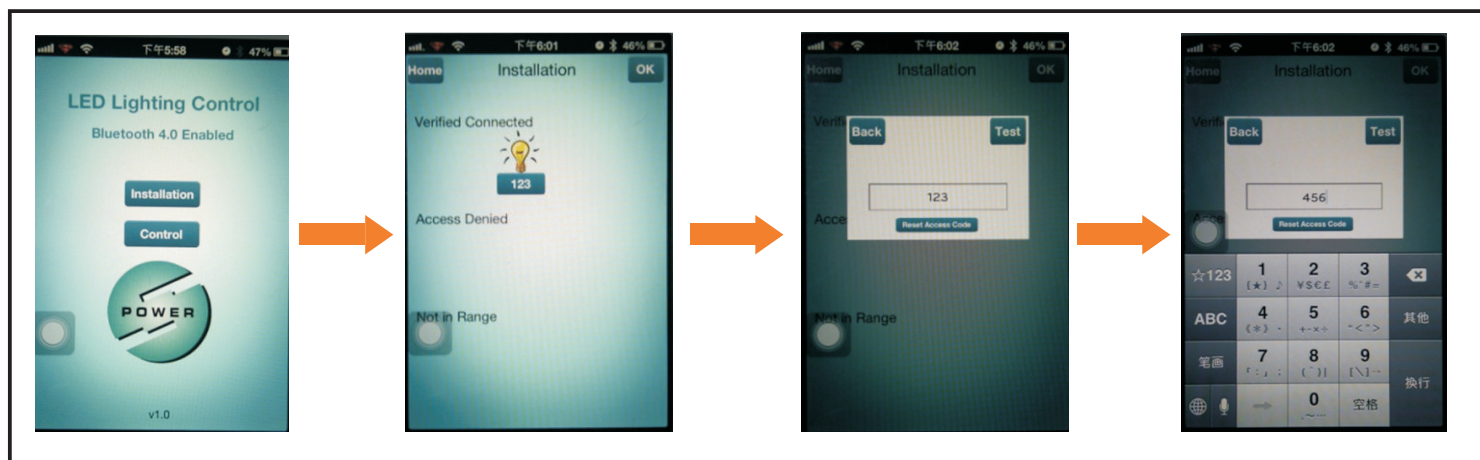 下午5:58
47%
LED Lighting Control
Bluetooth 4.0 Enabled
Installation
Control
POWER
v1.0
下午6:01
46%
Home
Installation
OK
Verified Connected
123
Access Denied
Not in Range
下午6:02
46%
Home
Installation
OK
Verifi
Back
Test
123
Acce
Reset Access Code
Not in Range
下午6:02
46%
Home
Installation
OK
Verifi
Back
Test
456
Reset Access Code
☆123
1
2
3
¥$€£
ABC
4
5
6
其他
+-×÷
笔画
7
8
9
换行
0
空格